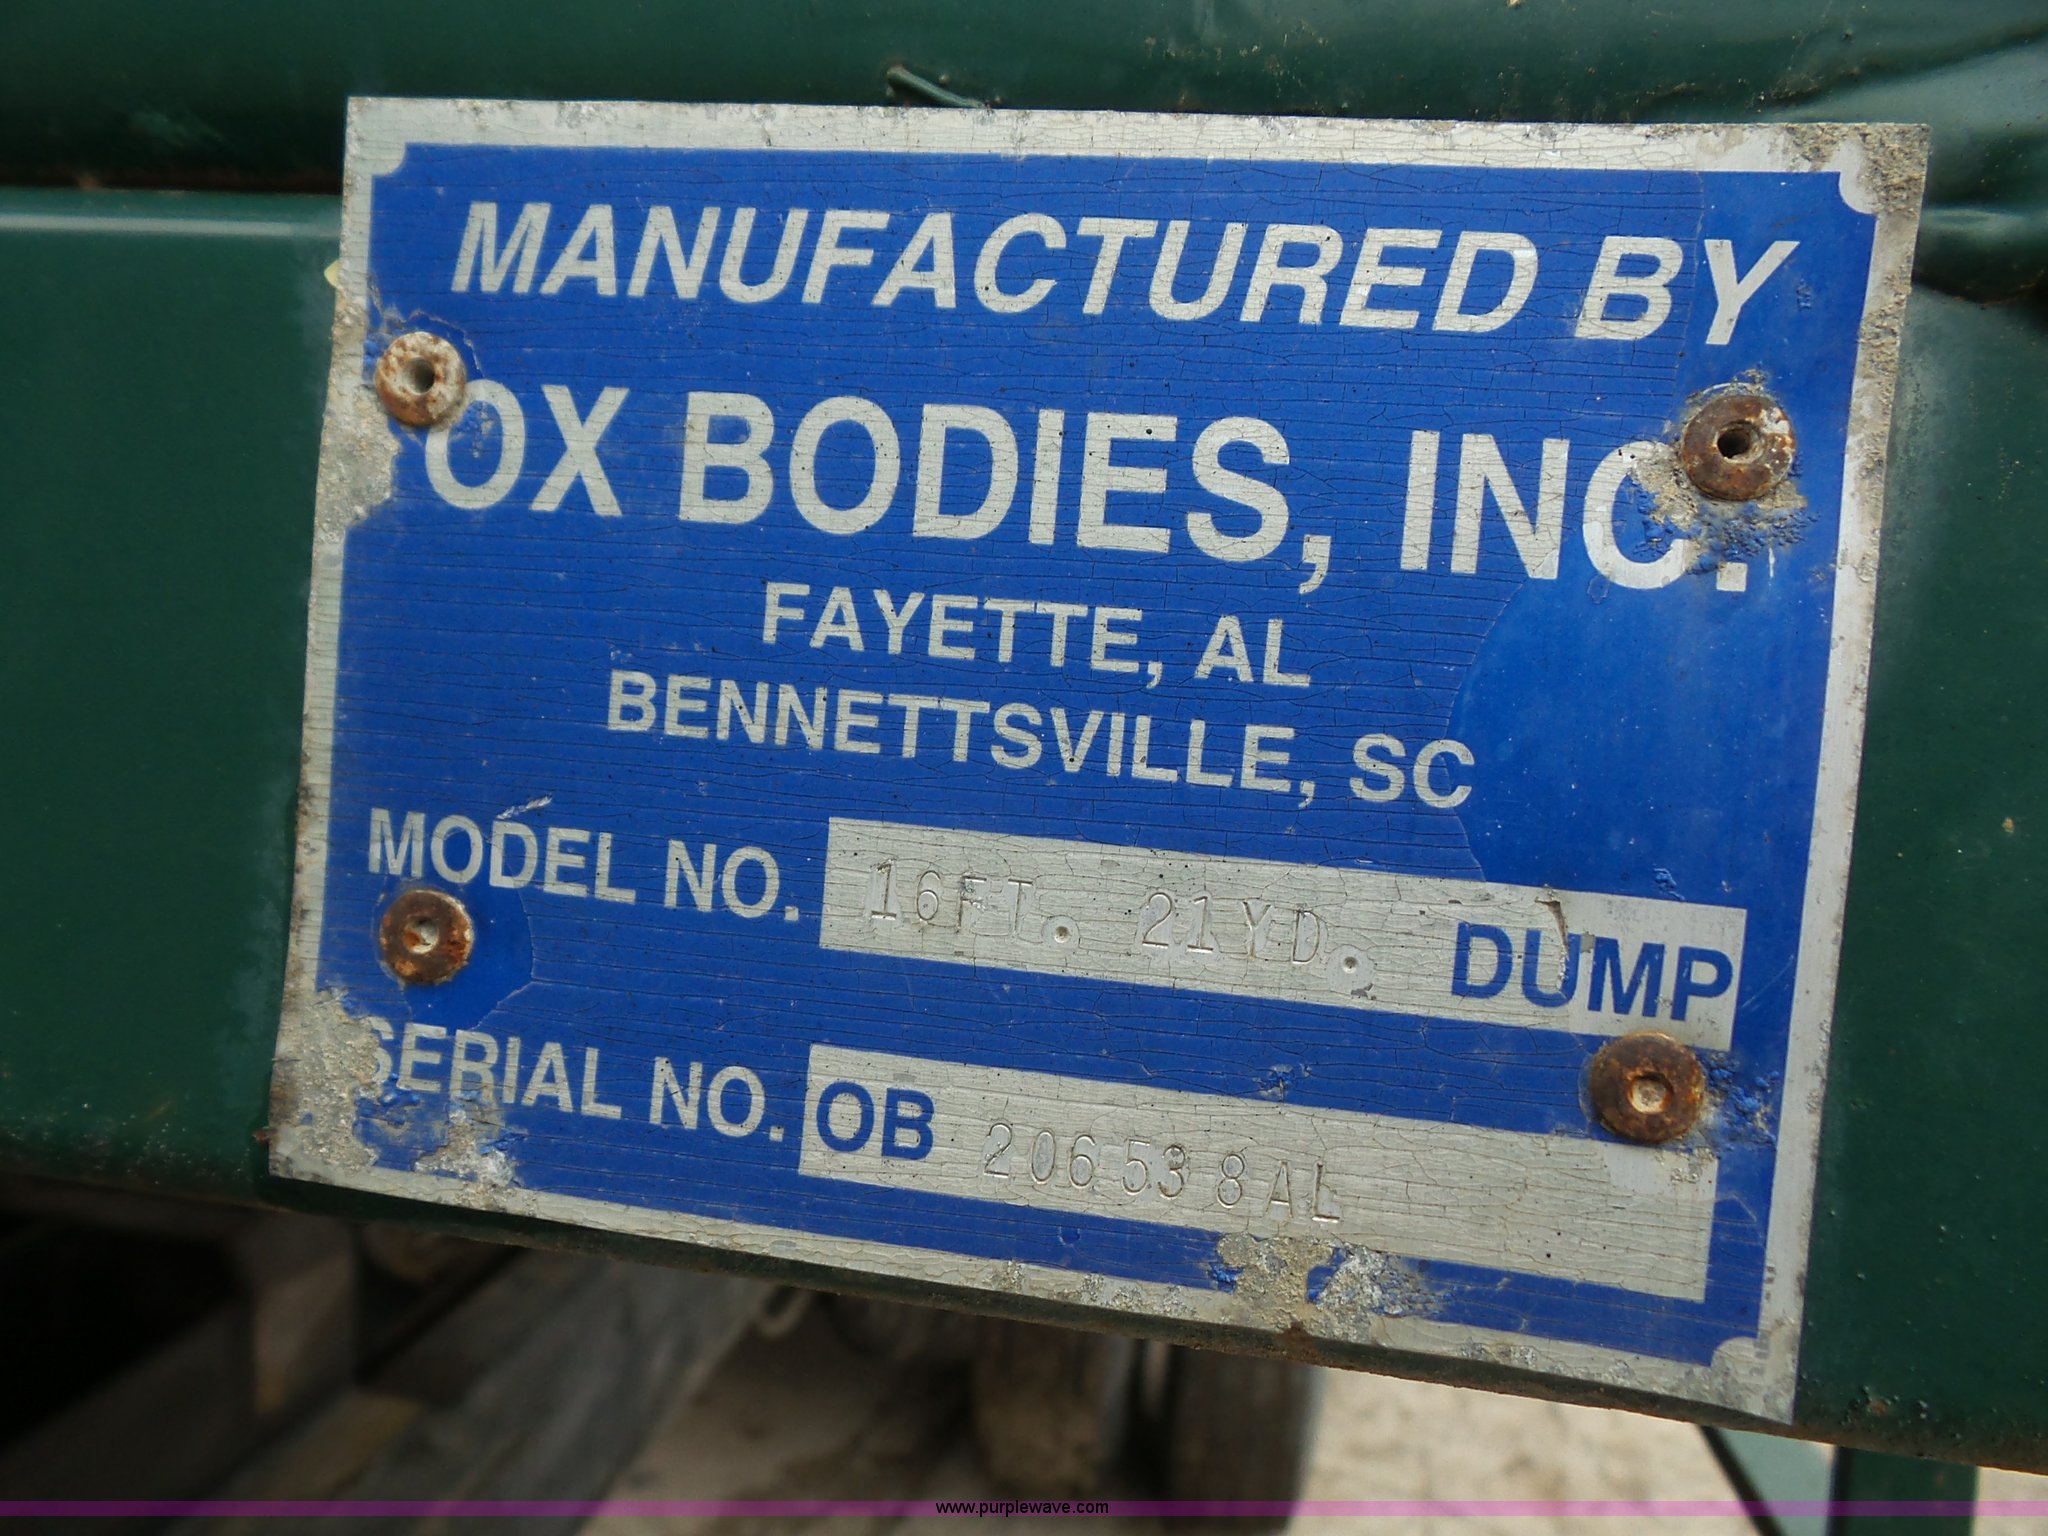 MANUFACTURED BY
OX BODIES, INC.
FAYETTE, AL
BENNETTSVILLE, SC
MODEL NO. 16FT. 21YD. DUMP
SERIAL NO. OB 206538AL
www.purplewave.com